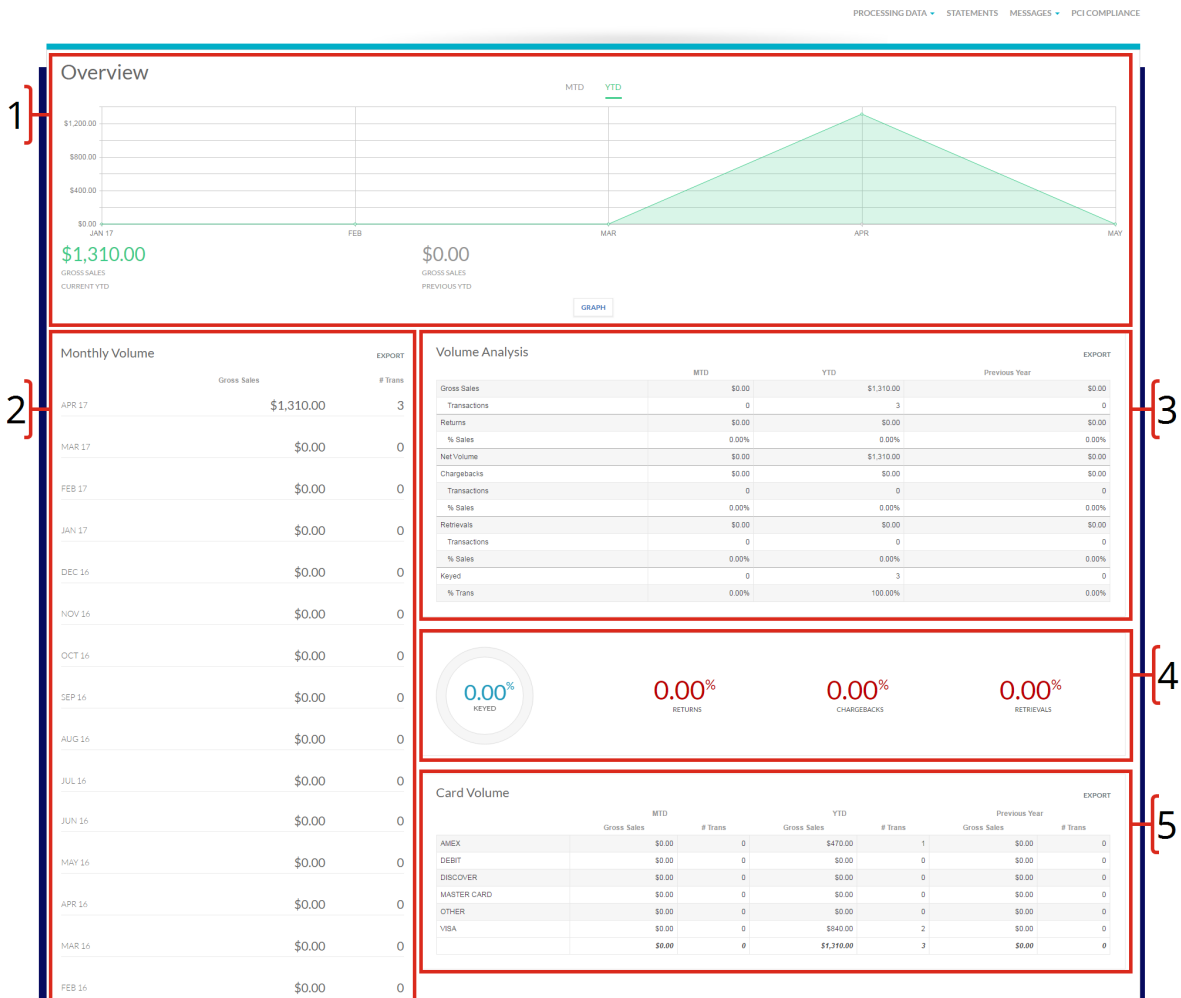 PROCESSING DATA STATEMENTS MESSAGES PCI COMPLIANCE
Overview
MTD YTD
1
$1,200.00
$800.00
$400.00
$0.00
JAN 17 FEB MAR APR MAY
$1,310.00 $0.00
GROSS SALES GROSS SALES
CURRENT YTD PREVIOUS YTD
GRAPH
2
Monthly Volume EXPORT
Gross Sales # Trans
APR 17 $1,310.00 3
MAR 17 $0.00 0
FEB 17 $0.00 0
JAN 17 $0.00 0
DEC 16 $0.00 0
NOV 16 $0.00 0
OCT 16 $0.00 0
SEP 16 $0.00 0
AUG 16 $0.00 0
JUL 16 $0.00 0
JUN 16 $0.00 0
MAY 16 $0.00 0
APR 16 $0.00 0
MAR 16 $0.00 0
FEB 16 $0.00 0
3
Volume Analysis EXPORT
MTD YTD Previous Year
Gross Sales $0.00 $1,310.00 $0.00
Transactions 0 3 0
Returns $0.00 $0.00 $0.00
% Sales 0.00% 0.00% 0.00%
Net Volume $0.00 $1,310.00 $0.00
Chargebacks $0.00 $0.00 $0.00
Transactions 0 0 0
% Sales 0.00% 0.00% 0.00%
Retrievals $0.00 $0.00 $0.00
Transactions 0 0 0
% Sales 0.00% 0.00% 0.00%
Keyed 0 3 0
% Trans 0.00% 100.00% 0.00%
4
0.00% 0.00% 0.00% 0.00%
KEYED RETURNS CHARGEBACKS RETRIEVALS
5
Card Volume EXPORT
MTD YTD Previous Year
Gross Sales # Trans Gross Sales # Trans Gross Sales # Trans
AMEX $0.00 0 $470.00 1 $0.00 0
DEBIT $0.00 0 $0.00 0 $0.00 0
DISCOVER $0.00 0 $0.00 0 $0.00 0
MASTER CARD $0.00 0 $0.00 0 $0.00 0
OTHER $0.00 0 $0.00 0 $0.00 0
VISA $0.00 0 $840.00 2 $0.00 0
$0.00 0 $1,310.00 3 $0.00 0